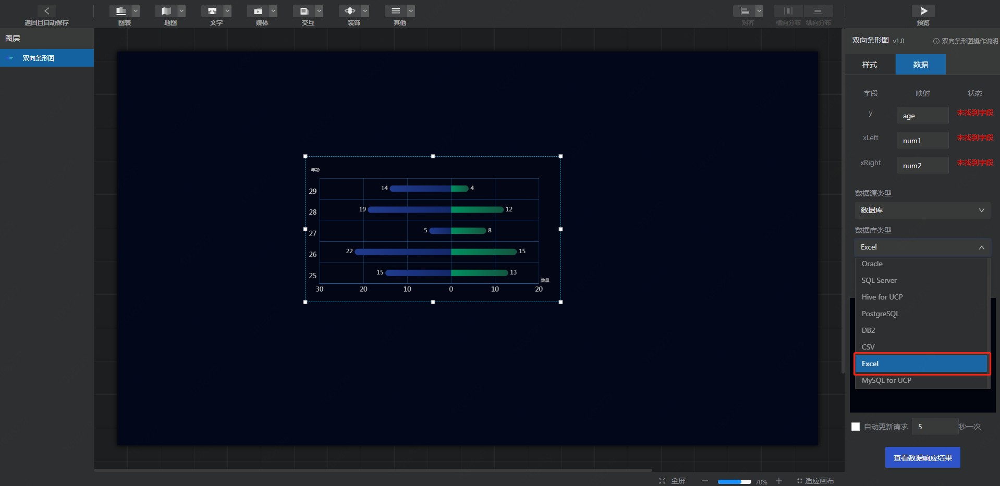 返回且自动保存
图表
地图
文字
媒体
交互
装饰
其他
对齐
横向分布
纵向分布
预览
图层
双向条形图
年龄
29
14
4
28
19
12
27
5
8
26
22
15
25
15
13
数量
30
20
10
0
10
20
双向条形图 v1.0
双向条形图操作说明
样式
数据
字段
映射
状态
y
age
未找到字段
xLeft
num1
未找到字段
xRight
num2
未找到字段
数据源类型
数据库
数据库类型
Excel
Oracle
SQL Server
Hive for UCP
PostgreSQL
DB2
CSV
Excel
MySQL for UCP
自动更新请求 5 秒一次
查看数据响应结果
全屏
70%
适应画布